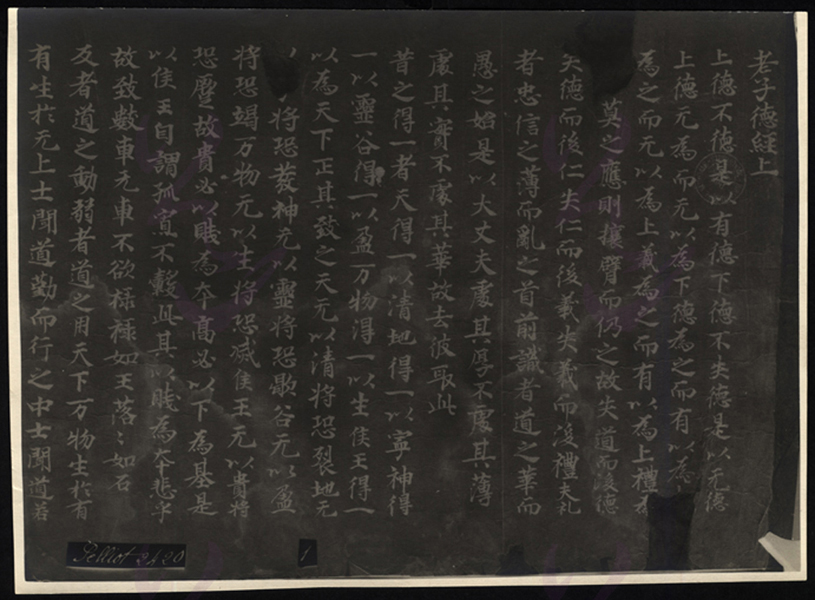 老子德經上
上德不德是以有德下德不失德是以无德
上德无為而无以為下德為之而有以為
為之而无以為上義為之而有以為上禮為
莫之應則攘臂而仍之故失道而後德
失德而後仁失仁而後義失義而後禮夫礼
者忠信之薄而亂之首前識者道之華而
愚之始是以大丈夫處其厚不處其薄
處其實不處其華故去彼取此
昔之得一者天得一以清地得一以寧神得
一以靈谷得一以盈万物得一以生侯王得一
以為天下正其致之天无以清將恐裂地无
以將恐發神无以靈將恐歇谷无以盈
將恐竭万物无以生將恐滅侯王无以貴將
恐故貴必以賤為本高必以下為基是
以侯王自謂孤寡不轂此其以賤為本悲乎
故致數車无車不欲祿祿如玉落〻如石
反者道之動弱者道之用天下万物生於有
有生於无上士聞道勤而行之中士聞道若
Pelliot 2420
1